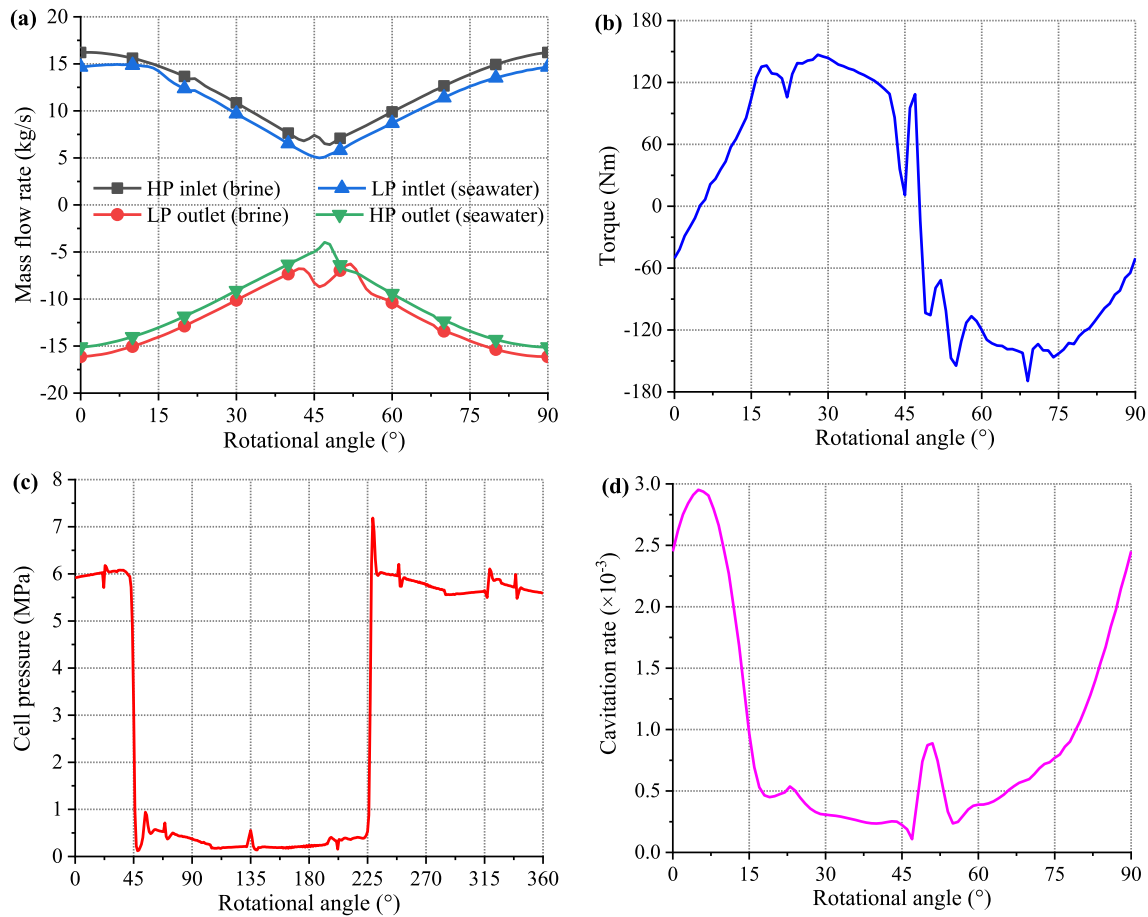 (a)
20
15
10
5
0
-5
-10
-15
-20
Mass flow rate (kg/s)
HP inlet (brine)
LP intlet (seawater)
LP outlet (brine)
HP outlet (seawater)
0 15 30 45 60 75 90
Rotational angle (°)
(b)
180
120
60
0
-60
-120
-180
Torque (Nm)
0 15 30 45 60 75 90
Rotational angle (°)
(c)
8
7
6
5
4
3
2
1
0
Cell pressure (MPa)
0 45 90 135 180 225 270 315 360
Rotational angle (°)
(d)
3.0
2.5
2.0
1.5
1.0
0.5
0.0
Cavitation rate (×10⁻³)
0 15 30 45 60 75 90
Rotational angle (°)